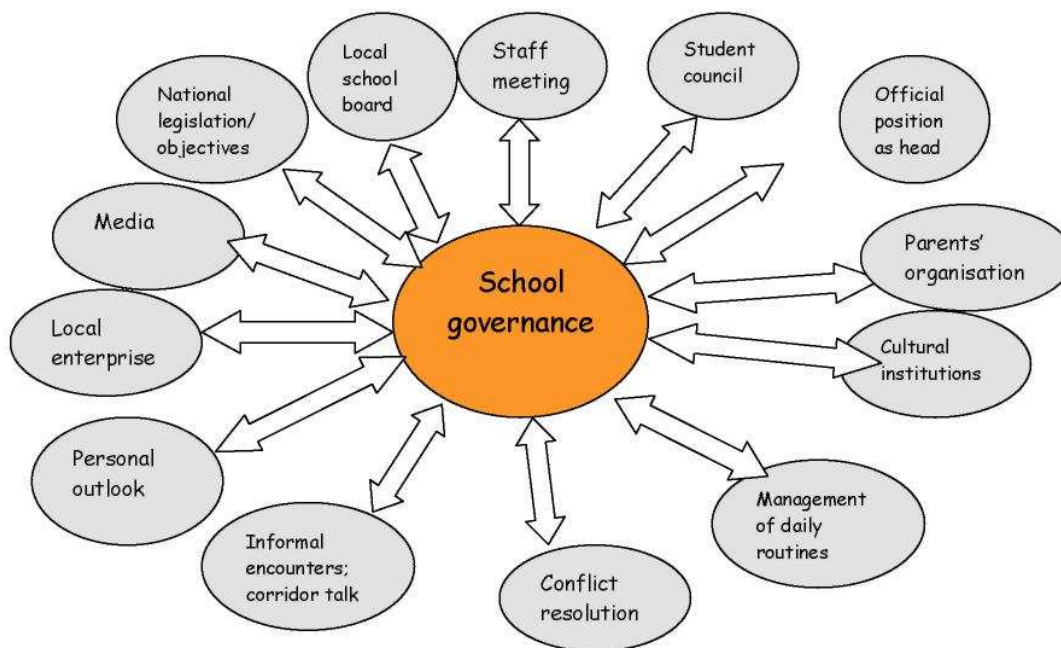 Local
school
board
Staff
meeting
Student
council
National
legislation/
objectives
Official
position
as head
Media
Parents'
organisation
School
governance
Local
enterprise
Cultural
institutions
Personal
outlook
Management
of daily
routines
Informal
encounters;
corridor talk
Conflict
resolution